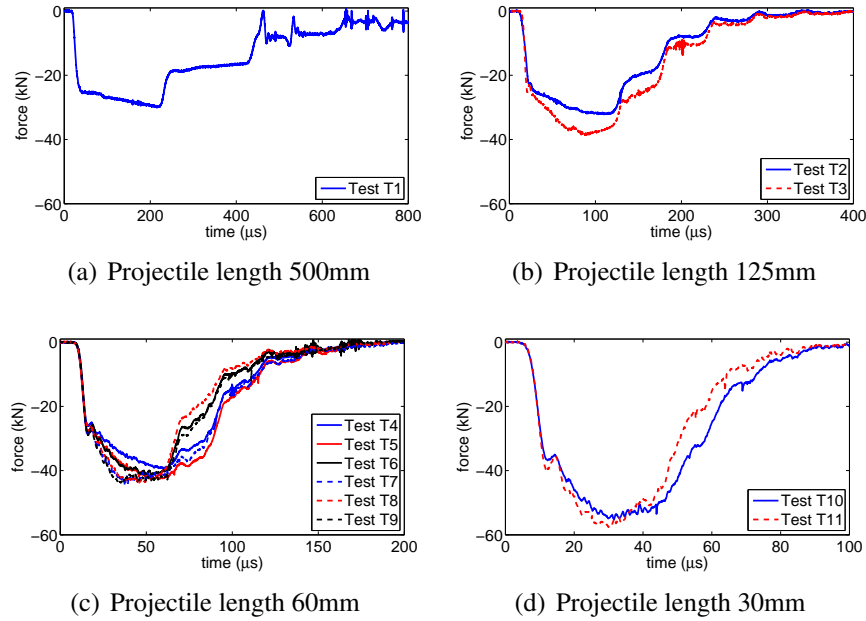 0
−20
−40
−60
force (kN)
0 200 400 600 800
time (μs)
Test T1
(a) Projectile length 500mm
0
−20
−40
−60
force (kN)
0 100 200 300 400
time (μs)
Test T2
Test T3
(b) Projectile length 125mm
0
−20
−40
−60
force (kN)
0 50 100 150 200
time (μs)
Test T4
Test T5
Test T6
Test T7
Test T8
Test T9
(c) Projectile length 60mm
0
−20
−40
−60
force (kN)
0 20 40 60 80 100
time (μs)
Test T10
Test T11
(d) Projectile length 30mm